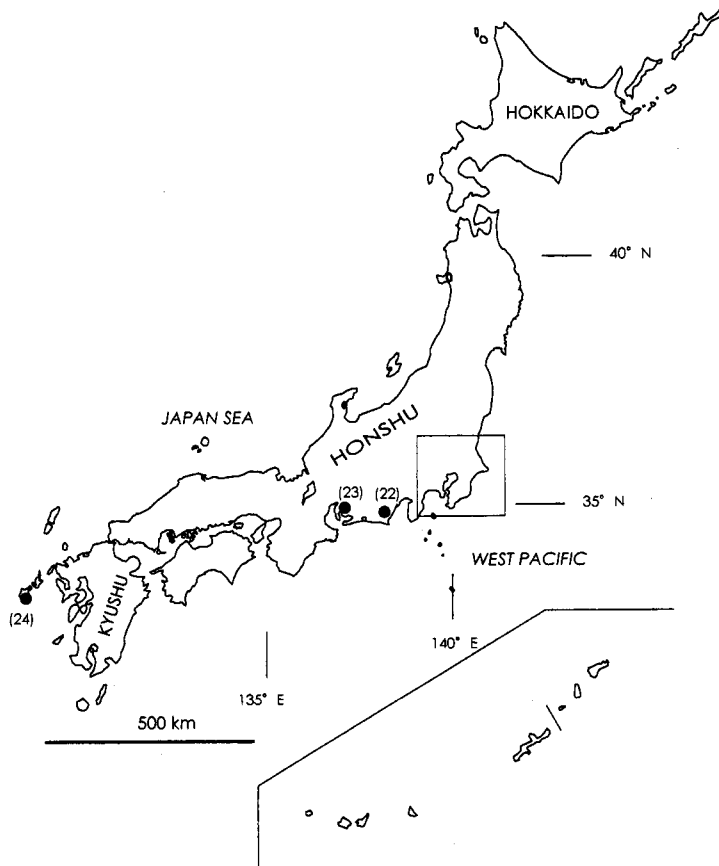 HOKKAIDO
40° N
JAPAN SEA
HONSHU
(23)
(22)
35° N
WEST PACIFIC
KYUSHU
(24)
140° E
135° E
500 km